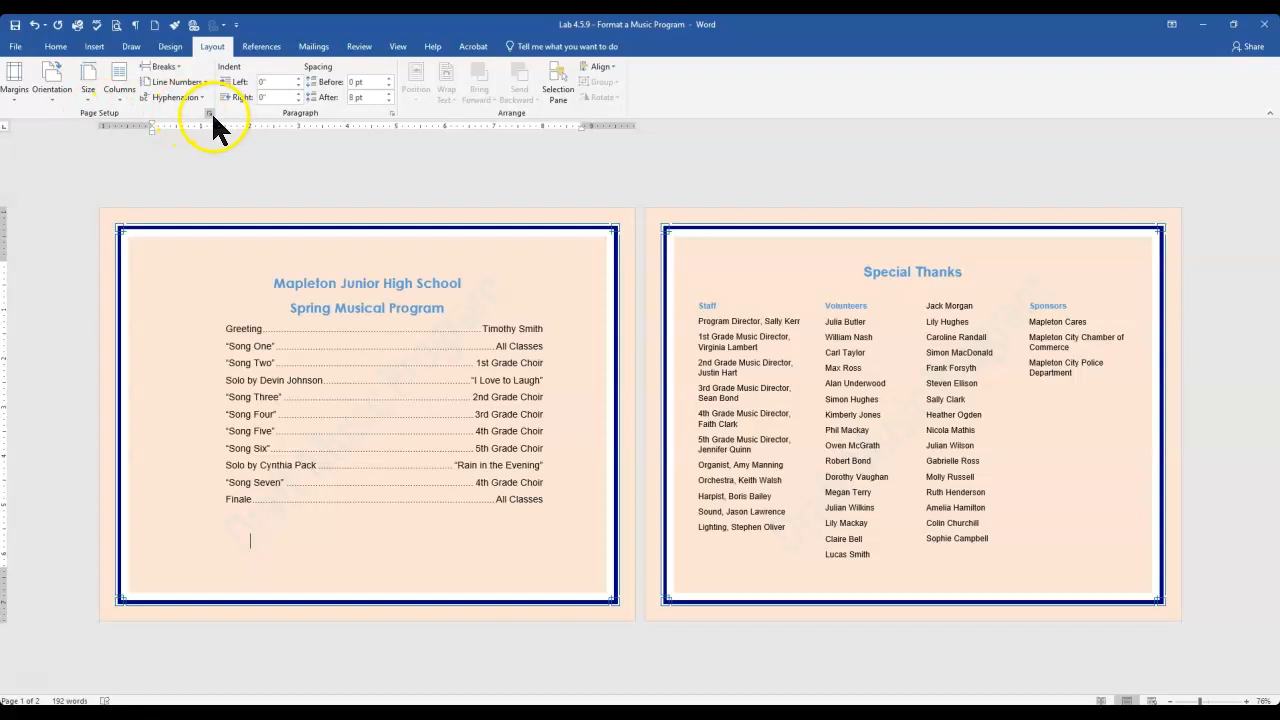 Lab 4.5.9 - Format a Music Program - Word
File Home Insert Draw Design Layout References Mailings Review View Help Acrobat Tell me what you want to do Share
Margins Orientation Size Columns
Breaks
Line Numbers
Hyphenation
Page Setup
Indent
Left: 0"
Right: 0"
Spacing
Before: 0 pt
After: 8 pt
Paragraph
Position
Wrap Text
Bring Forward
Send Backward
Selection Pane
Align
Group
Rotate
Arrange
Mapleton Junior High School
Spring Musical Program
Greeting Timothy Smith
“Song One” All Classes
“Song Two” 1st Grade Choir
Solo by Devin Johnson “I Love to Laugh”
“Song Three” 2nd Grade Choir
“Song Four” 3rd Grade Choir
“Song Five” 4th Grade Choir
“Song Six” 5th Grade Choir
Solo by Cynthia Pack “Rain in the Evening”
“Song Seven” 4th Grade Choir
Finale All Classes
Special Thanks
Staff
Program Director, Sally Kerr
1st Grade Music Director,
Virginia Lambert
2nd Grade Music Director,
Justin Hart
3rd Grade Music Director,
Sean Bond
4th Grade Music Director,
Faith Clark
5th Grade Music Director,
Jennifer Quinn
Organist, Amy Manning
Orchestra, Keith Walsh
Harpist, Boris Bailey
Sound, Jason Lawrence
Lighting, Stephen Oliver
Volunteers
Julia Butler
William Nash
Carl Taylor
Max Ross
Alan Underwood
Simon Hughes
Kimberly Jones
Phil Mackay
Owen McGrath
Robert Bond
Dorothy Vaughan
Megan Terry
Julian Wilkins
Lily Mackay
Claire Bell
Lucas Smith
Jack Morgan
Lily Hughes
Caroline Randall
Simon MacDonald
Frank Forsyth
Steven Ellison
Sally Clark
Heather Ogden
Nicola Mathis
Julian Wilson
Gabrielle Ross
Molly Russell
Ruth Henderson
Amelia Hamilton
Colin Churchill
Sophie Campbell
Sponsors
Mapleton Cares
Mapleton City Chamber of
Commerce
Mapleton City Police
Department
Page 1 of 2 192 words 76%